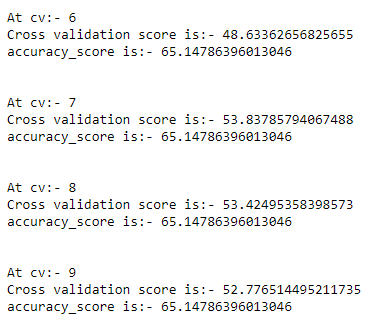 At cv:- 6
Cross validation score is:- 48.63362656825655
accuracy_score is:- 65.14786396013046
At cv:- 7
Cross validation score is:- 53.83785794067488
accuracy_score is:- 65.14786396013046
At cv:- 8
Cross validation score is:- 53.42495358398573
accuracy_score is:- 65.14786396013046
At cv:- 9
Cross validation score is:- 52.776514495211735
accuracy_score is:- 65.14786396013046